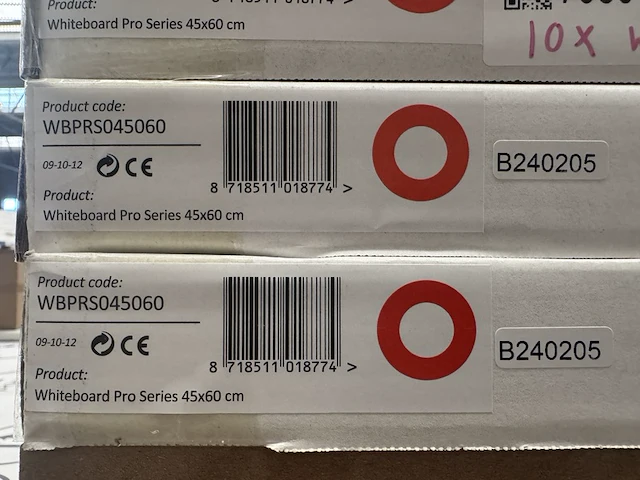 Product:
Whiteboard Pro Series 45x60 cm
10X
Product code:
WBPRS045060
09-10-12 CE
8 718511 018774 >
B240205
Product:
Whiteboard Pro Series 45x60 cm
Product code:
WBPRS045060
09-10-12 CE
8 718511 018774 >
B240205
Product:
Whiteboard Pro Series 45x60 cm